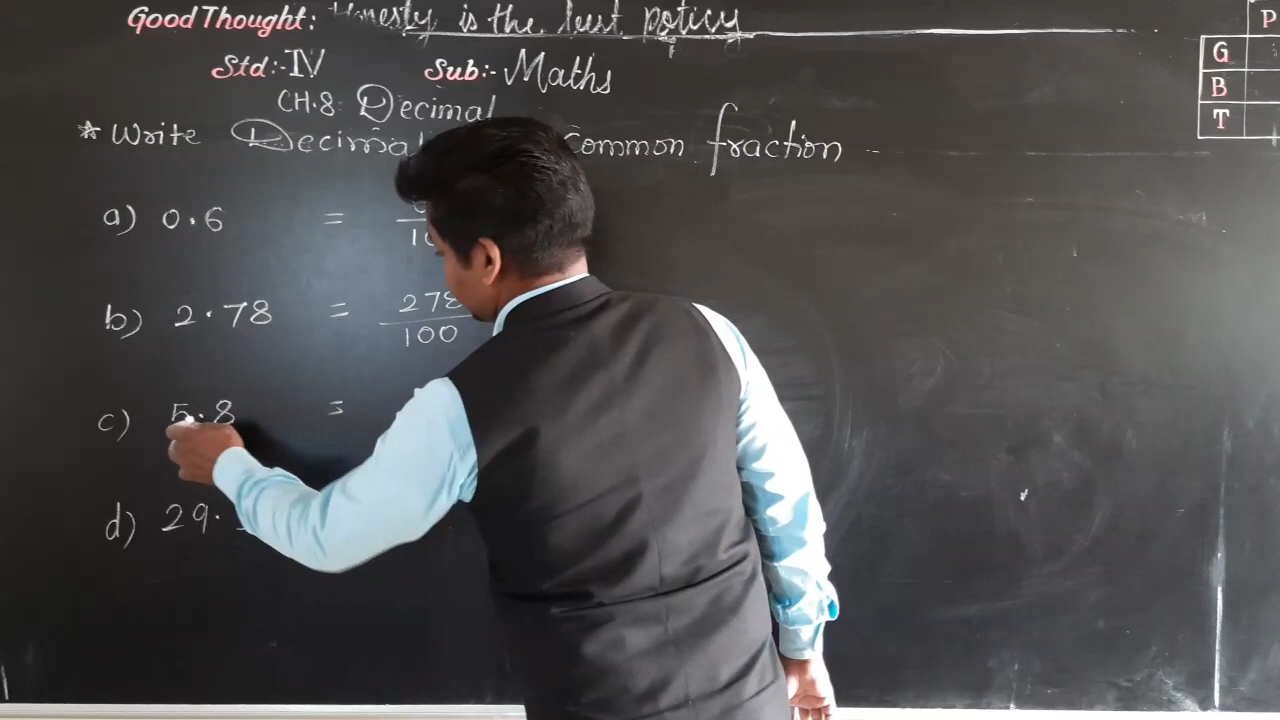 Good Thought: Honesty is the best policy
Std:- IV Sub:- Maths
CH.8: Decimal
* Write Decimal Common fraction
a) 0.6 = 10
b) 2.78 = 278/100
c) 5.8 =
d) 29.
P
G
B
T